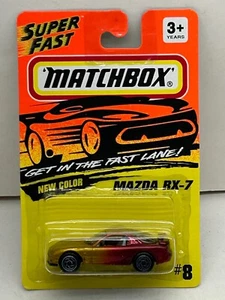 SUPER
FAST
3+
YEARS
MATCHBOX®
GET IN THE FAST LANE!
NEW COLOR
MAZDA RX-7
#8